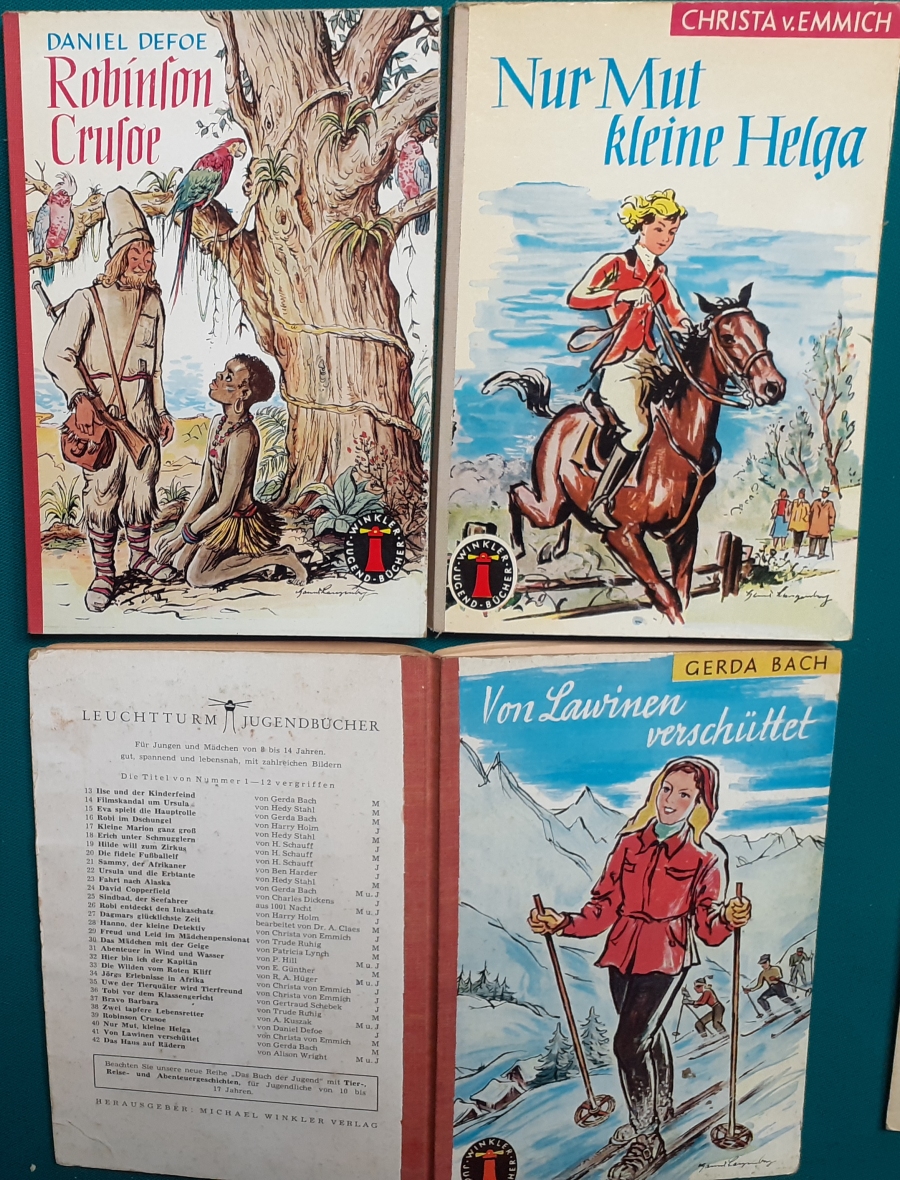 DANIEL DEFOE
Robinson
Crusoe
WINKLER
JUGEND-BÜCHER
CHRISTA v. EMMICH
Nur Mut
kleine Helga
WINKLER
JUGEND-BÜCHER
LEUCHTTURM JUGENDBÜCHER
Für Jungen und Mädchen von 8 bis 14 Jahren.
gut, spannend und lebensnah, mit zahlreichen Bildern
Die Titel von Nummer 1—12 vergriffen
13 Ilse und der Kinderfeind von Gerda Bach M
14 Filmskandal um Ursula von Hedy Stahl M
15 Eva spielt die Hauptrolle von Gerda Bach M
16 Robi im Dschungel von Harry Holm J
17 Kleine Marion ganz groß von Hedy Stahl M
18 Erich unter Schmugglern von H. Schauff J
19 Hilde will zum Zirkus von H. Schauff M
20 Die fidele Fußballelf von H. Schauff J
21 Sammy, der Afrikaner von Ben Harder J
22 Ursula und die Erbtante von Hedy Stahl M
23 Fahrt nach Alaska von Gerda Bach
24 David Copperfield von Charles Dickens M u. J
25 Sindbad, der Seefahrer aus 1001 Nacht M u. J
26 Robi entdeckt den Inkaschatz von Harry Holm J
27 Dagmars glücklichste Zeit bearbeitet von Dr. A. Claes M
28 Hanno, der kleine Detektiv von Christa von Emmich J
29 Freud und Leid im Mädchenpensionat von Trude Ruhig M
30 Das Mädchen mit der Geige von Patricia Lynch M
31 Abenteuer in Wind und Wasser von P. Hill M u. J
32 Hier bin ich der Kapitän von E. Günther J
33 Die Wilden vom Roten Kliff von R. A. Hüger M u. J
34 Jörgs Erlebnisse in Afrika von Christa von Emmich J
35 Uwe der Tierquäler wird Tierfreund von Christa von Emmich J
36 Tobi vor dem Klassengericht von Gertraud Schebek J
37 Bravo Barbara von Trude Ruhig M
38 Zwei tapfere Lebensretter von A. Kuszak M u. J
39 Robinson Crusoe von Daniel Defoe J
40 Nur Mut, kleine Helga von Christa von Emmich M
41 Von Lawinen verschüttet von Gerda Bach M
42 Das Haus auf Rädern von Alison Wright M u. J
Beachten Sie unsere neue Reihe „Das Buch der Jugend" mit Tier-,
Reise- und Abenteuergeschichten, für Jugendliche von 10 bis
17 Jahren.
HERAUSGEBER: MICHAEL WINKLER VERLAG
GERDA BACH
Von Lawinen
verschüttet
WINKLER